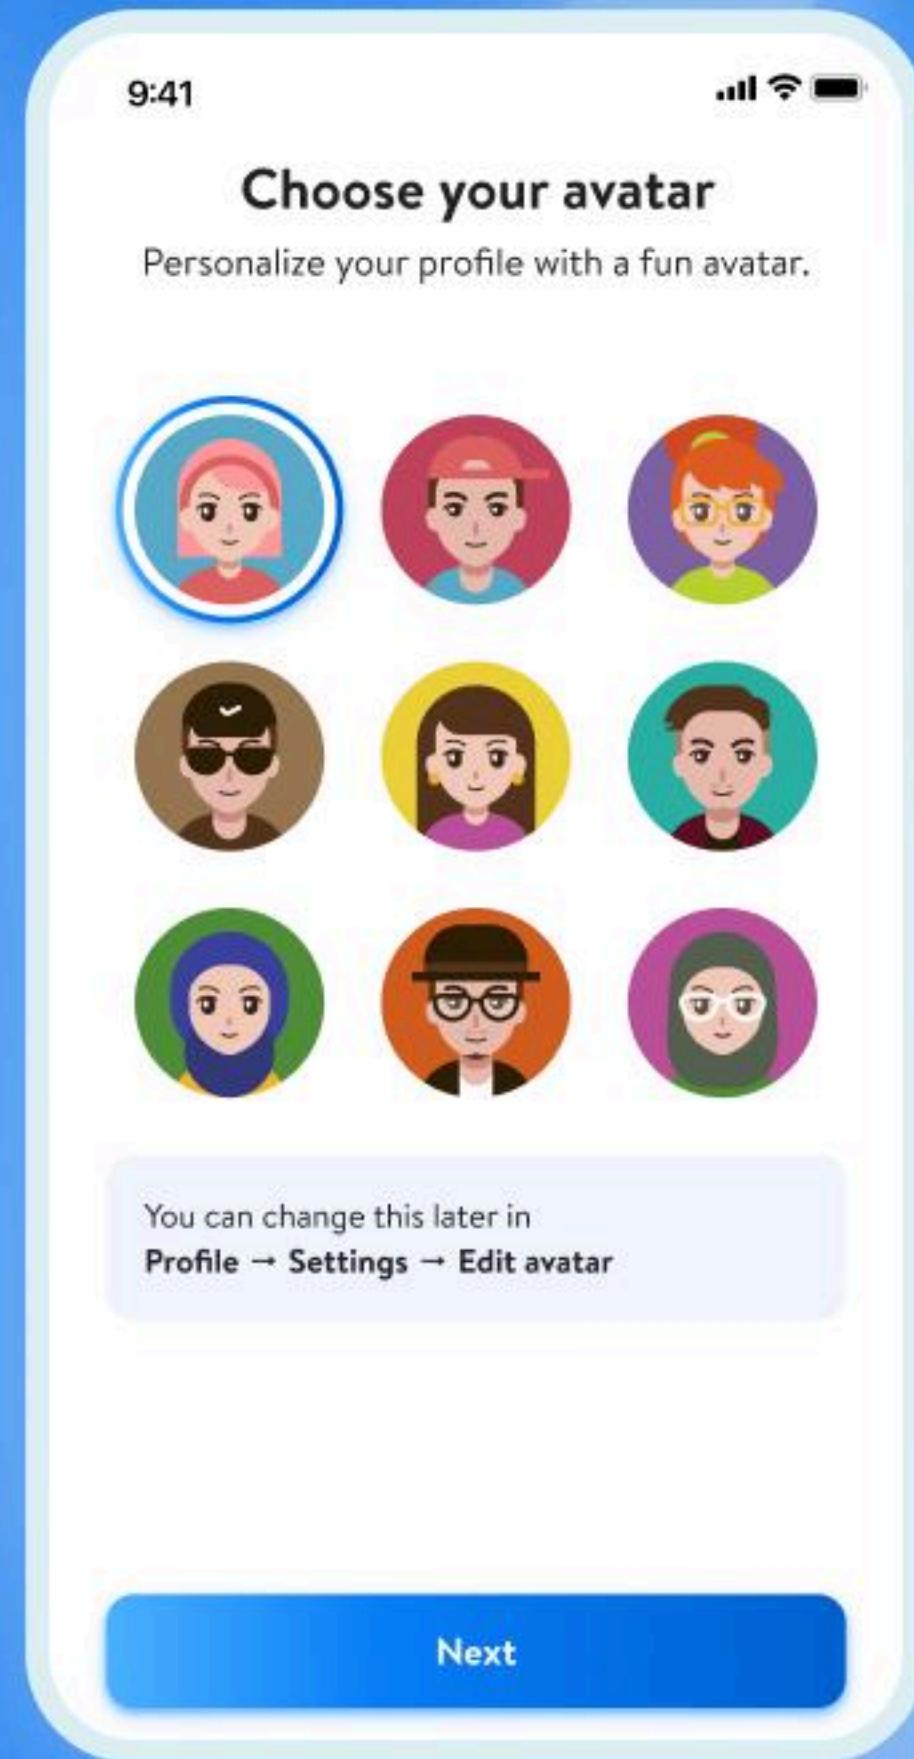 9:41
Choose your avatar
Personalize your profile with a fun avatar.
You can change this later in
Profile → Settings → Edit avatar
Next